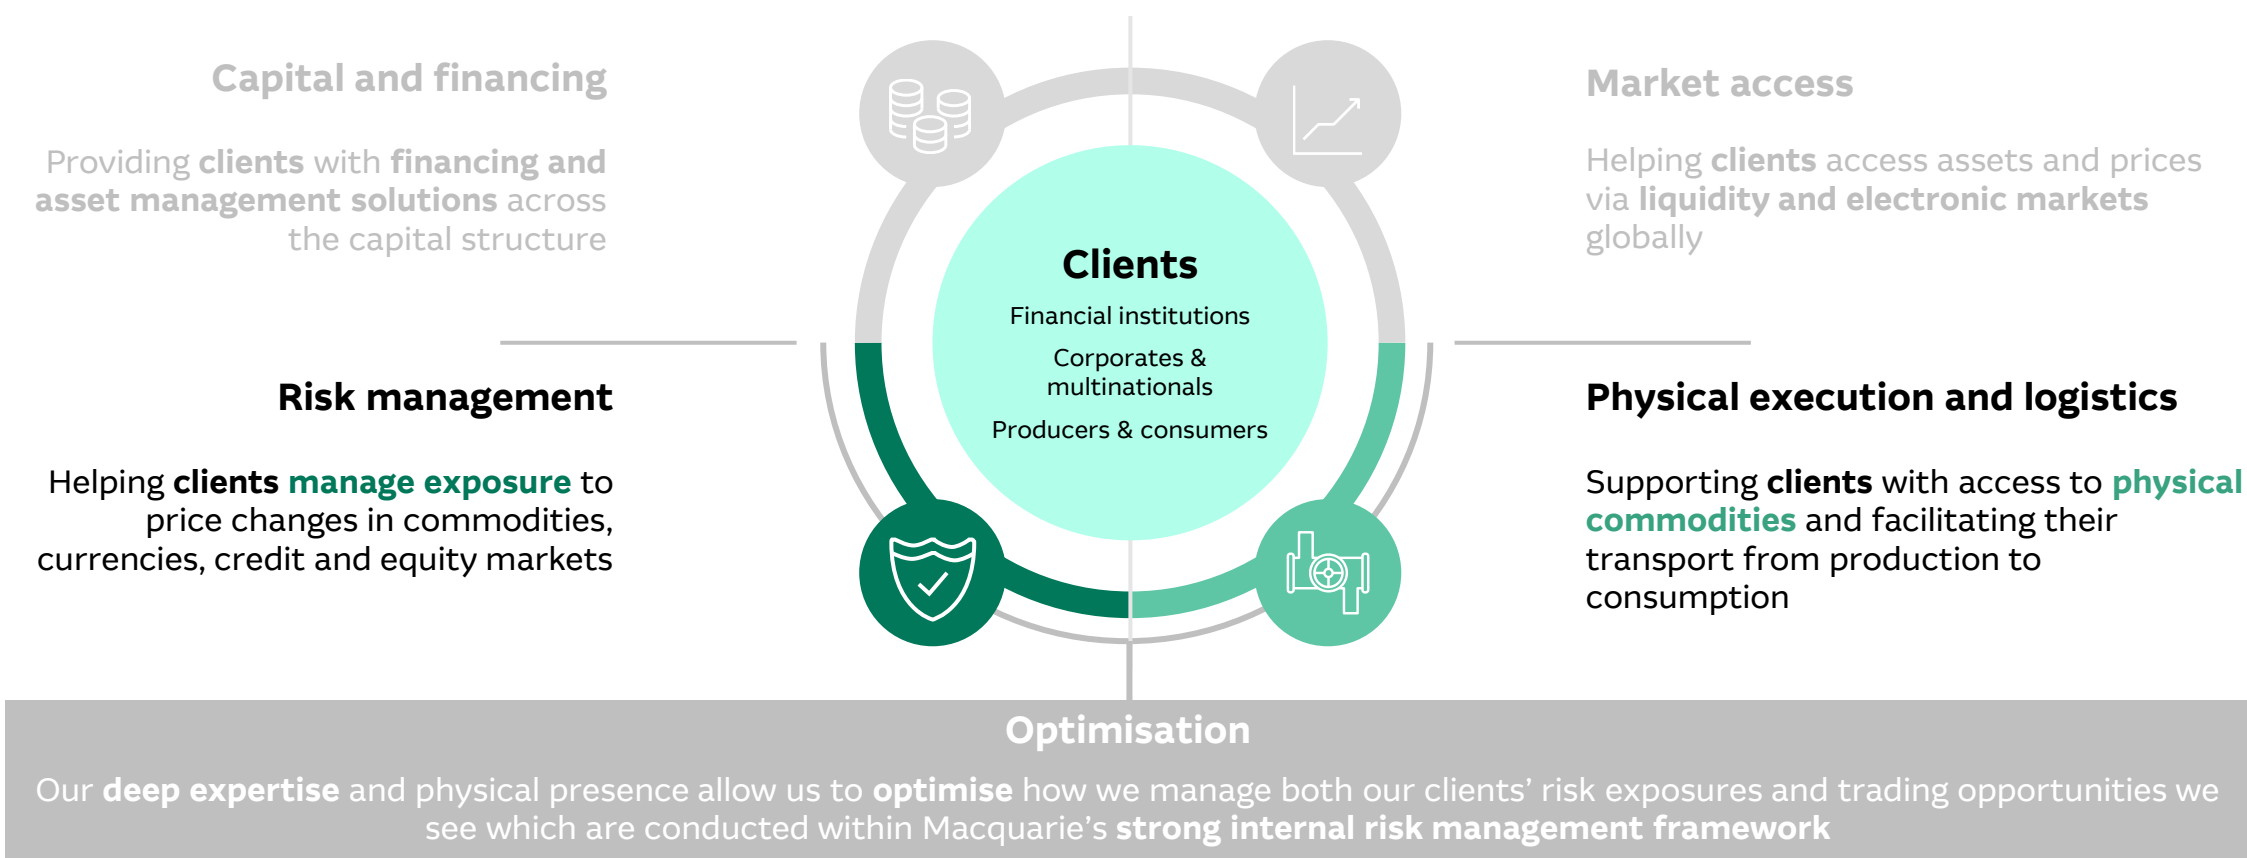 Capital and financing
Providing clients with financing and
asset management solutions across
the capital structure
Market access
Helping clients access assets and prices
via liquidity and electronic markets
globally
Clients
Financial institutions
Corporates &
multinationals
Producers & consumers
Risk management
Helping clients manage exposure to
price changes in commodities,
currencies, credit and equity markets
Physical execution and logistics
Supporting clients with access to physical
commodities and facilitating their
transport from production to
consumption
Optimisation
Our deep expertise and physical presence allow us to optimise how we manage both our clients’ risk exposures and trading opportunities we
see which are conducted within Macquarie’s strong internal risk management framework